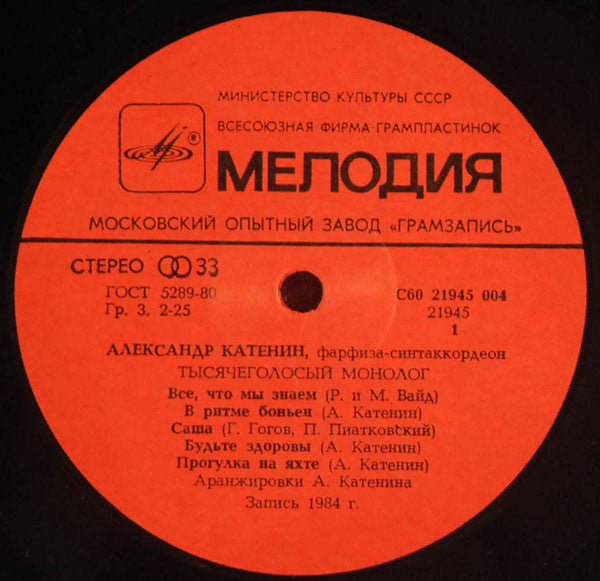 МИНИСТЕРСТВО КУЛЬТУРЫ СССР
ВСЕСОЮЗНАЯ ФИРМА ГРАМПЛАСТИНОК
®
МЕЛОДИЯ
МОСКОВСКИЙ ОПЫТНЫЙ ЗАВОД «ГРАМЗАПИСЬ»
СТЕРЕО 33
ГОСТ 5289-80
Гр. 3. 2-25
С60 21945 004
21945
1
АЛЕКСАНДР КАТЕНИН, фарфиза-синтаккордеон
ТЫСЯЧЕГОЛОСЫЙ МОНОЛОГ
Все, что мы знаем (Р. и М. Вайд)
В ритме боньен (А. Катенин)
Саша (Г. Гогов, П. Пиатковский)
Будьте здоровы (А. Катенин)
Прогулка на яхте (А. Катенин)
Аранжировки А. Катенина
Запись 1984 г.